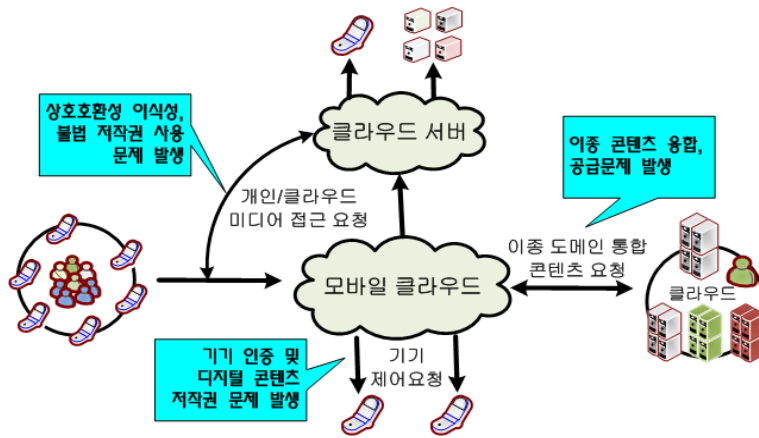 상호호환성 이식성,
불법 저작권 사용
문제 발생
클라우드 서버
이종 콘텐츠 융합,
공급문제 발생
개인/클라우드
미디어 접근 요청
이종 도메인 통합
콘텐츠 요청
모바일 클라우드
클라우드
기기 인증 및
디지털 콘텐츠
저작권 문제 발생
기기
제어요청